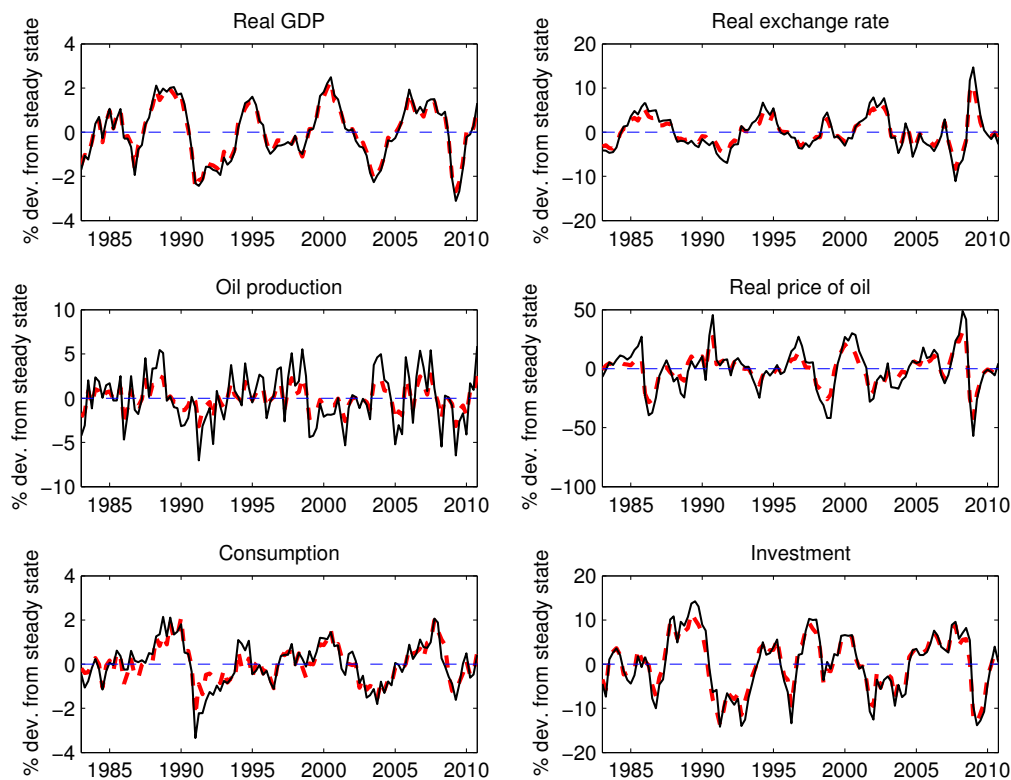 Real GDP
% dev. from steady state
4
2
0
−2
−4
1985 1990 1995 2000 2005 2010
Real exchange rate
% dev. from steady state
20
10
0
−10
−20
1985 1990 1995 2000 2005 2010
Oil production
% dev. from steady state
10
5
0
−5
−10
1985 1990 1995 2000 2005 2010
Real price of oil
% dev. from steady state
50
0
−50
−100
1985 1990 1995 2000 2005 2010
Consumption
% dev. from steady state
4
2
0
−2
−4
1985 1990 1995 2000 2005 2010
Investment
% dev. from steady state
20
10
0
−10
−20
1985 1990 1995 2000 2005 2010